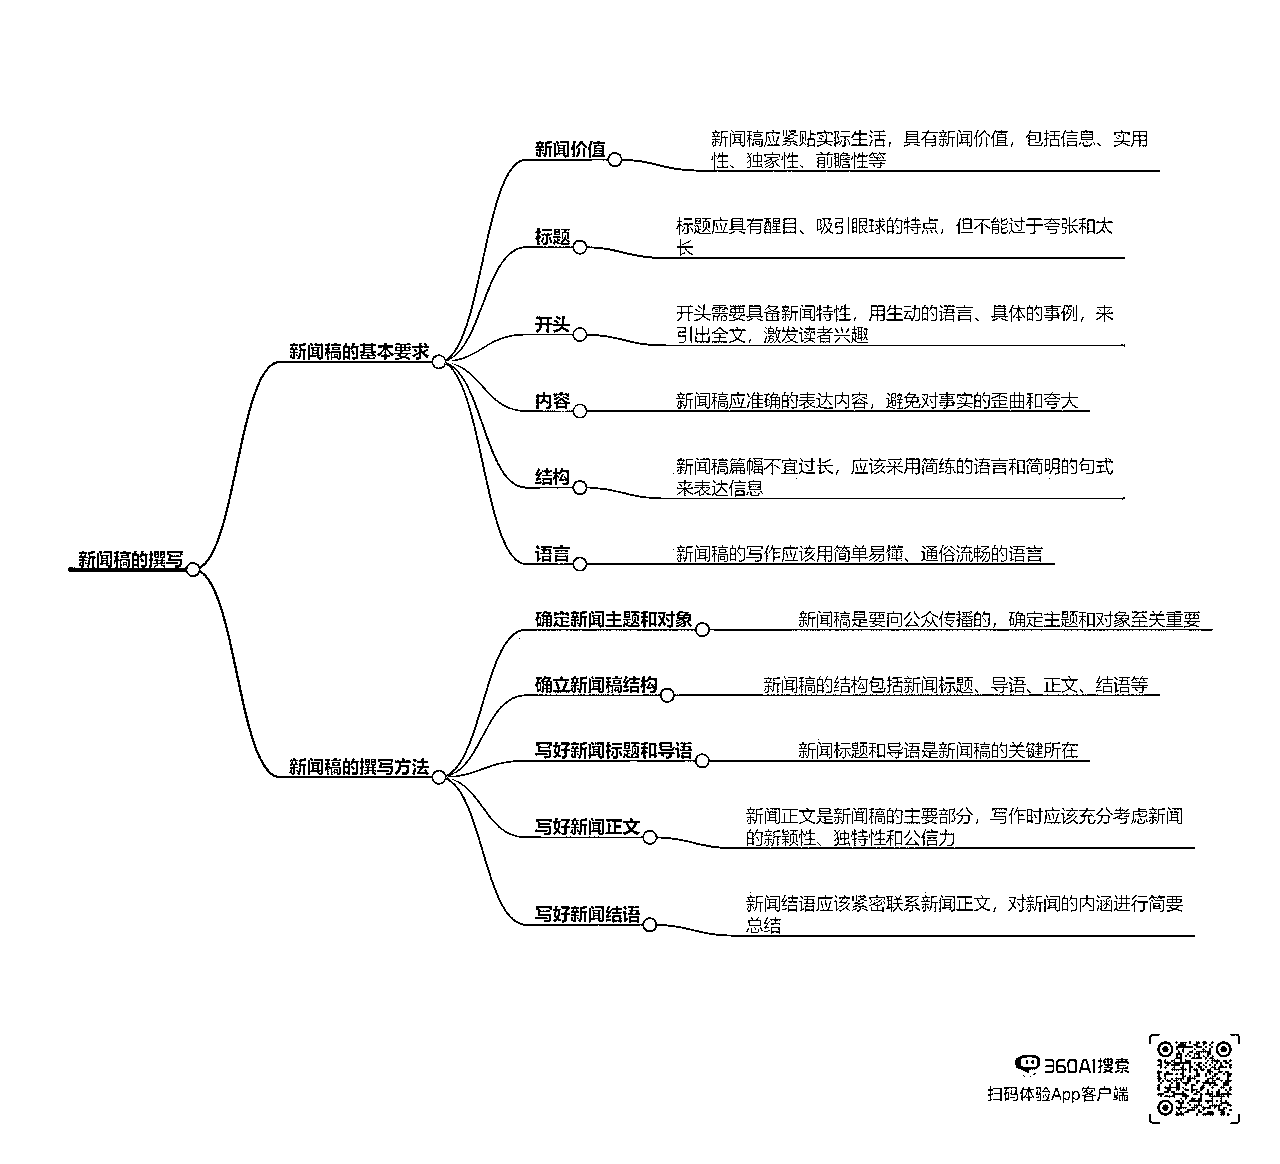 新闻稿的撰写
新闻稿的基本要求
新闻价值
新闻稿应紧贴实际生活，具有新闻价值，包括信息、实用
性、独家性、前瞻性等
标题
标题应具有醒目、吸引眼球的特点，但不能过于夸张和太
长
开头
开头需要具备新闻特性，用生动的语言、具体的事例，来
引出全文，激发读者兴趣
内容
新闻稿应准确的表达内容，避免对事实的歪曲和夸大
结构
新闻稿篇幅不宜过长，应该采用简练的语言和简明的句式
来表达信息
语言
新闻稿的写作应该用简单易懂、通俗流畅的语言
新闻稿的撰写方法
确定新闻主题和对象
新闻稿是要向公众传播的，确定主题和对象至关重要
确立新闻稿结构
新闻稿的结构包括新闻标题、导语、正文、结语等
写好新闻标题和导语
新闻标题和导语是新闻稿的关键所在
写好新闻正文
新闻正文是新闻稿的主要部分，写作时应该充分考虑新闻
的新颖性、独特性和公信力
写好新闻结语
新闻结语应该紧密联系新闻正文，对新闻的内涵进行简要
总结
360AI搜索
扫码体验App客户端